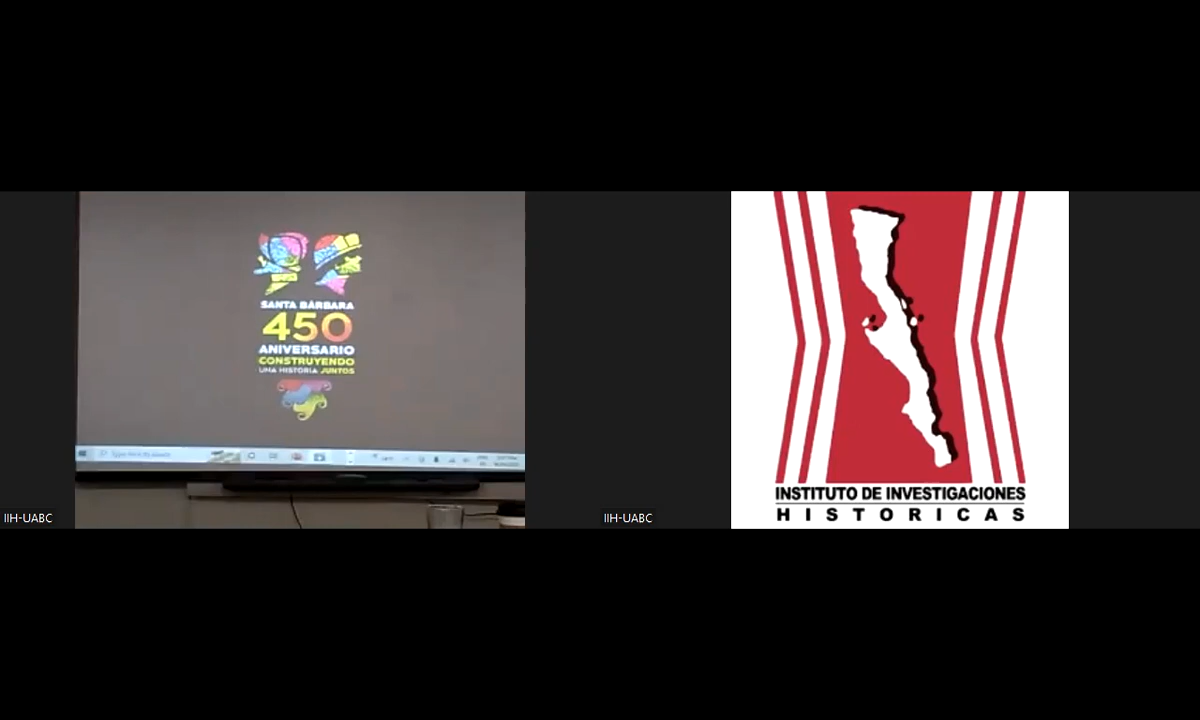 SANTA BÁRBARA
450
ANIVERSARIO
CONSTRUYENDO
UNA HISTORIA JUNTOS
IIH-UABC
INSTITUTO DE INVESTIGACIONES
HISTORICAS
IIH-UABC